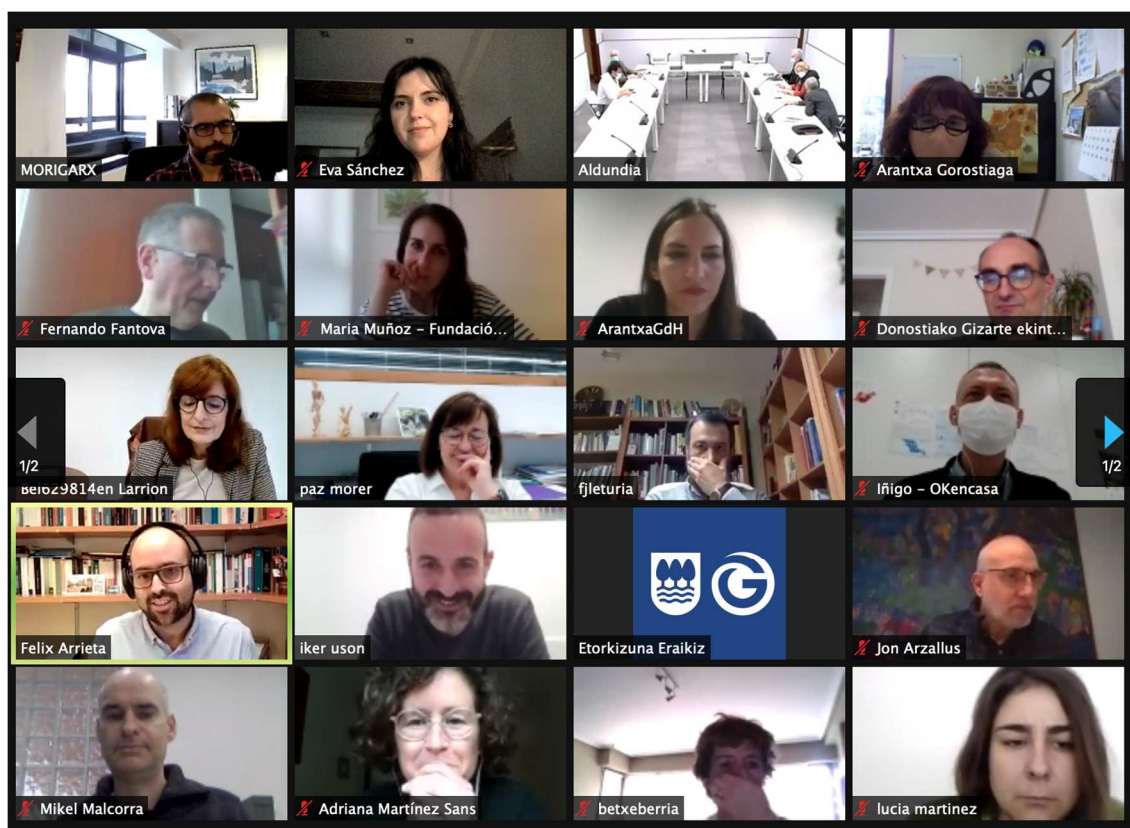 MORIGARX
Eva Sánchez
Aldundia
Arantxa Gorostiaga
Fernando Fantova
Maria Muñoz – Fundació...
ArantxaGdH
Donostiako Gizarte ekint...
1/2
Bel629814en Larrion
paz morer
fjleturia
Iñigo – OKencasa
1/2
Felix Arrieta
iker uson
Etorkizuna Eraikiz
Jon Arzallus
Mikel Malcorra
Adriana Martínez Sans
betxeberria
lucia martinez